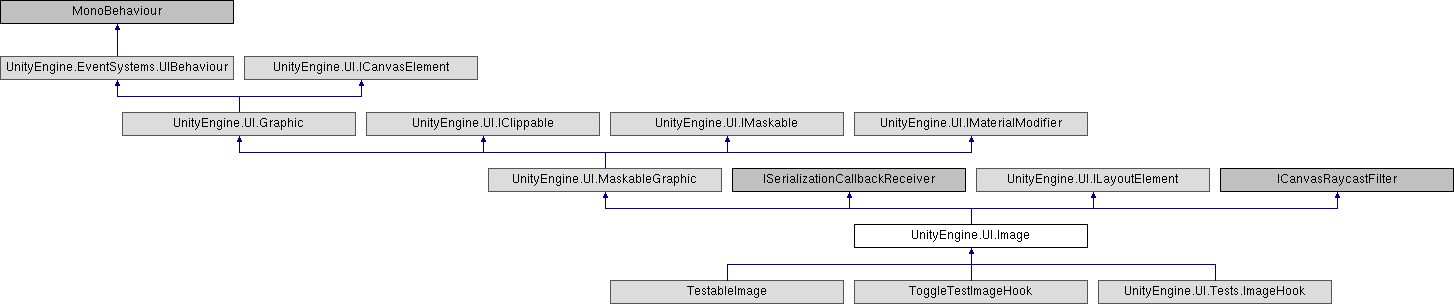 MonoBehaviour
UnityEngine.EventSystems.UIBehaviour
UnityEngine.UI.ICanvasElement
UnityEngine.UI.Graphic
UnityEngine.UI.IClippable
UnityEngine.UI.IMaskable
UnityEngine.UI.IMaterialModifier
UnityEngine.UI.MaskableGraphic
ISerializationCallbackReceiver
UnityEngine.UI.ILayoutElement
ICanvasRaycastFilter
UnityEngine.UI.Image
TestableImage
ToggleTestImageHook
UnityEngine.UI.Tests.ImageHook